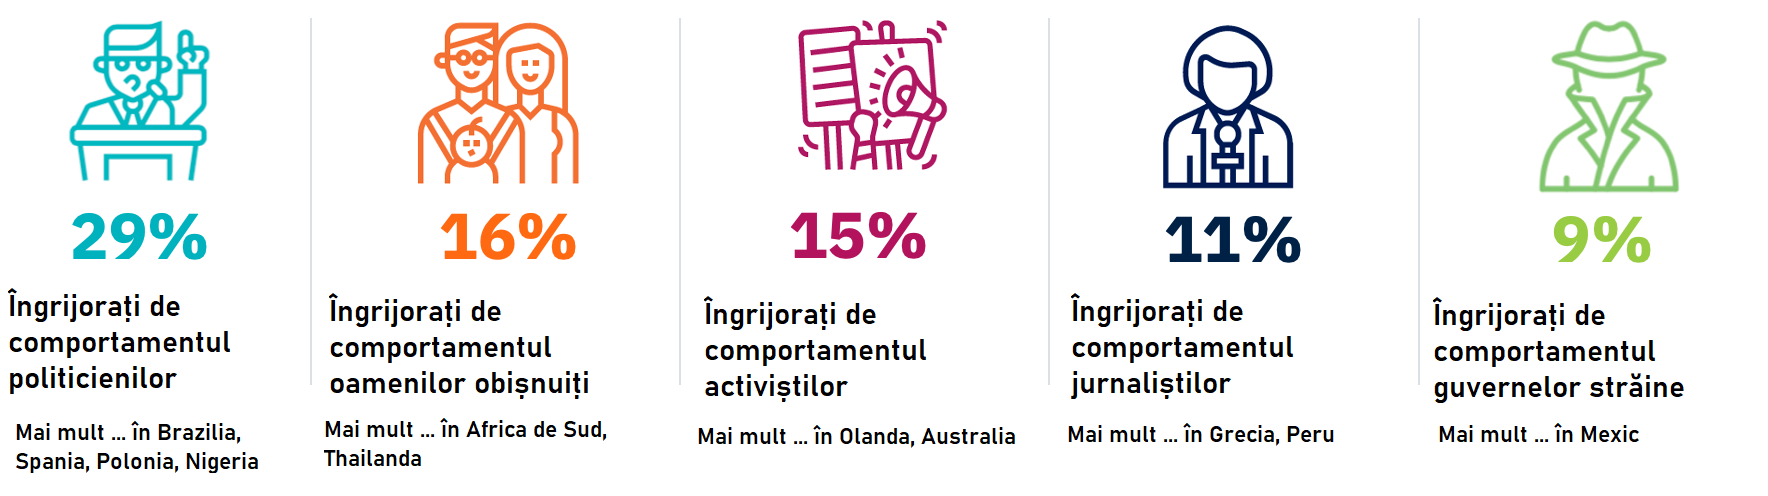 29%
Îngrijorați de
comportamentul
politicienilor
Mai mult ... în Brazilia,
Spania, Polonia, Nigeria
16%
Îngrijorați de
comportamentul
oamenilor obișnuiți
Mai mult ... în Africa de Sud,
Thailanda
15%
Îngrijorați de
comportamentul
activiștilor
Mai mult ... în Olanda, Australia
11%
Îngrijorați de
comportamentul
jurnaliștilor
Mai mult ... în Grecia, Peru
9%
Îngrijorați de
comportamentul
guvernelor străine
Mai mult ... în Mexic